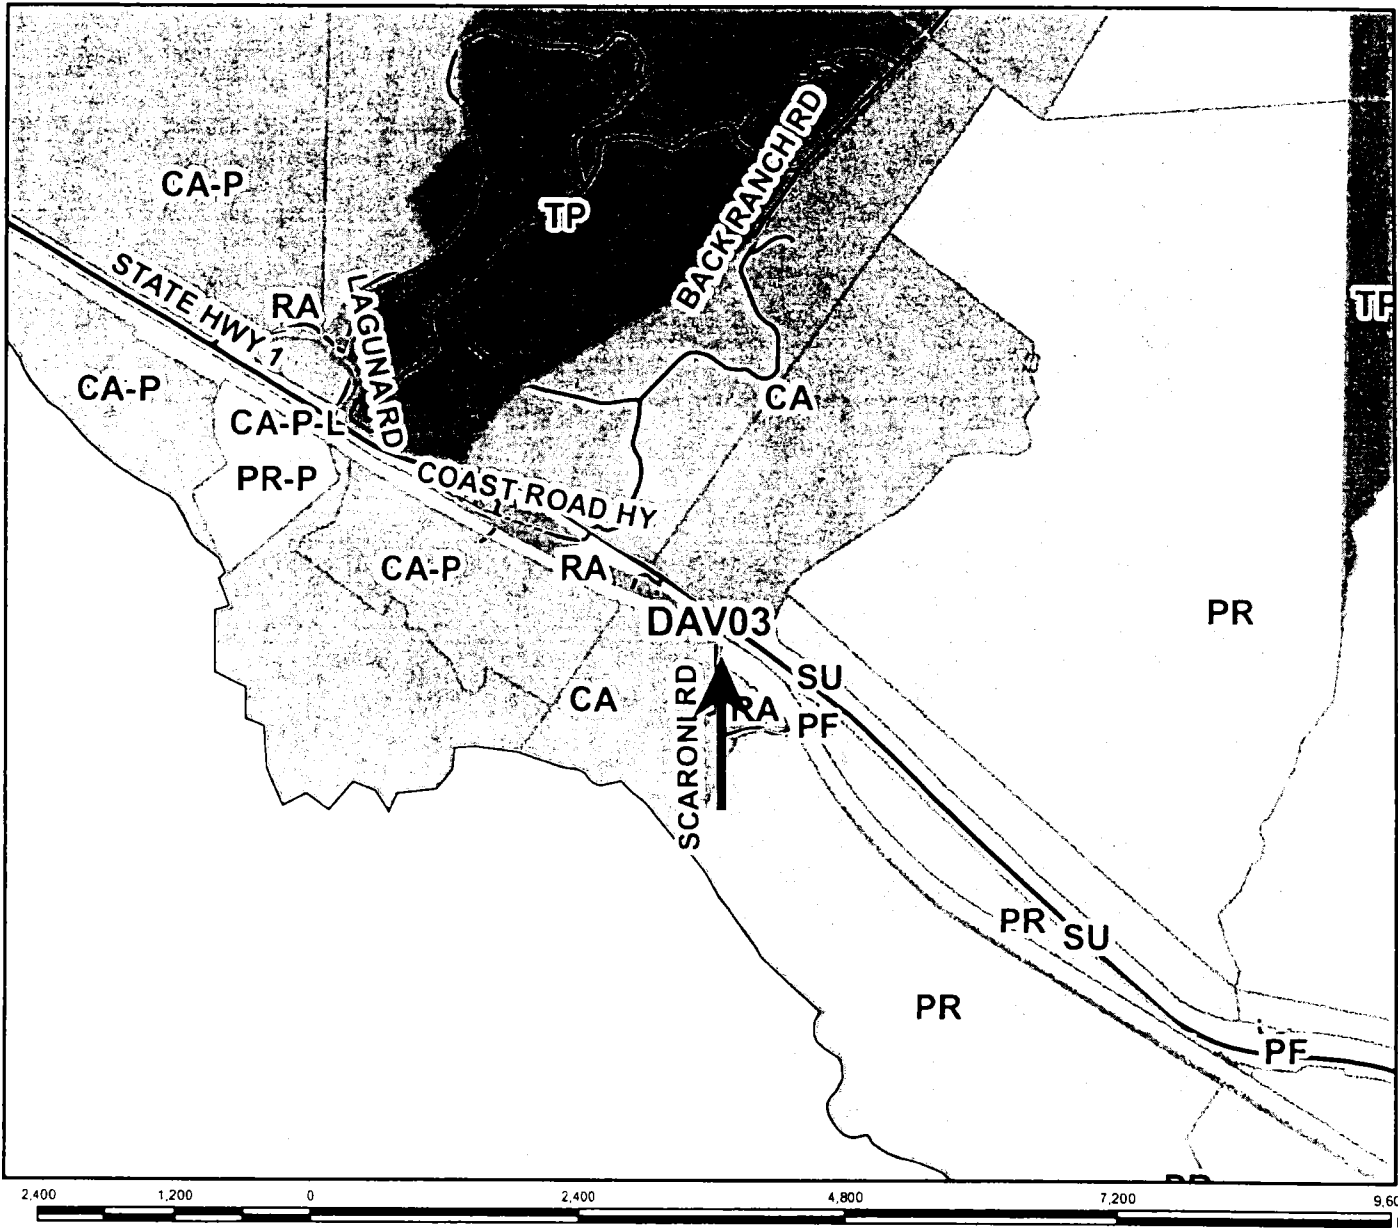 CA-P
TP
BACK RANCH RD
STATE HWY 1
RA
LAGUNA RD
TP
CA-P
CA-P-L
CA
PR-P
COAST ROAD HY
CA-P
RA
DAV03
PR
SU
CA
SCARONI RD
RA
PF
PR
SU
PR
PF
2,400 1,200 0 2,400 4,800 7,200